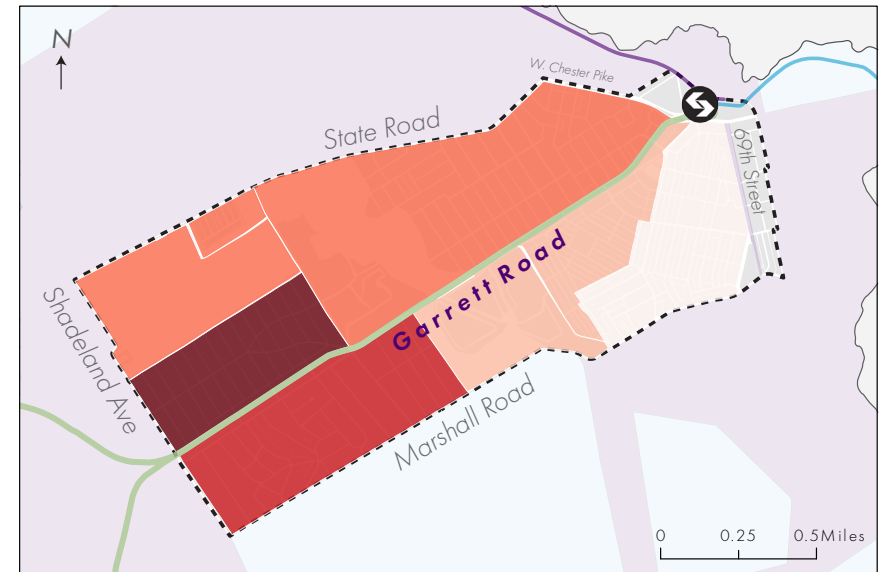 N
W. Chester Pike
State Road
69th Street
Garrett Road
Shadeland Ave
Marshall Road
0 0.25 0.5Miles